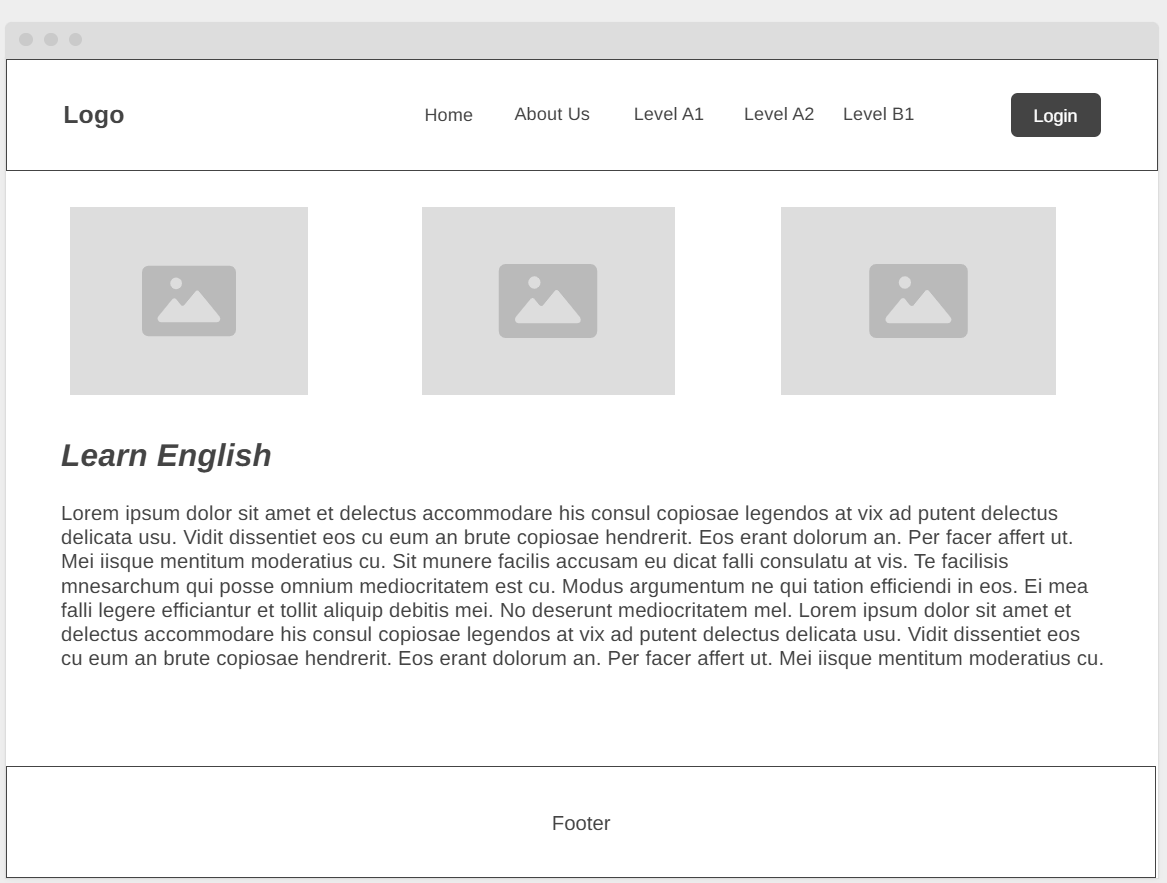 Logo
Home About Us Level A1 Level A2 Level B1
Login
Learn English
Lorem ipsum dolor sit amet et delectus accommodare his consul copiosae legendos at vix ad putent delectus
delicata usu. Vidit dissentiet eos cu eum an brute copiosae hendrerit. Eos erant dolorum an. Per facer affert ut.
Mei iisque mentitum moderatius cu. Sit munere facilis accusam eu dicat falli consulatu at vis. Te facilisis
mnesarchum qui posse omnium mediocritatem est cu. Modus argumentum ne qui tation efficiendi in eos. Ei mea
falli legere efficiantur et tollit aliquip debitis mei. No deserunt mediocritatem mel. Lorem ipsum dolor sit amet et
delectus accommodare his consul copiosae legendos at vix ad putent delectus delicata usu. Vidit dissentiet eos
cu eum an brute copiosae hendrerit. Eos erant dolorum an. Per facer affert ut. Mei iisque mentitum moderatius cu.
Footer